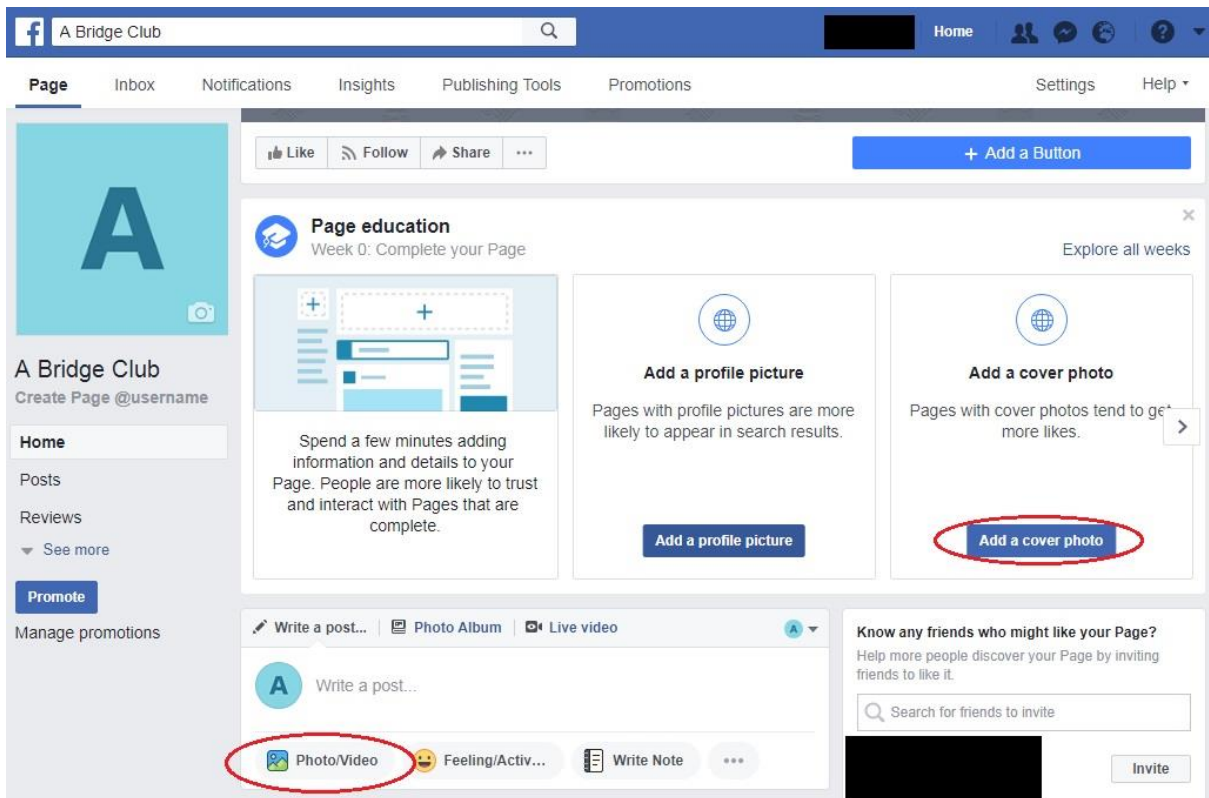 f
A Bridge Club
Home
?
Page Inbox Notifications Insights Publishing Tools Promotions Settings Help
A
A Bridge Club
Create Page @username
Home
Posts
Reviews
See more
Promote
Manage promotions
Like Follow Share ...
+ Add a Button
Page education
Week 0: Complete your Page
Explore all weeks
Spend a few minutes adding
information and details to your
Page. People are more likely to trust
and interact with Pages that are
complete.
Add a profile picture
Pages with profile pictures are more
likely to appear in search results.
Add a profile picture
Add a cover photo
Pages with cover photos tend to get
more likes.
Add a cover photo
Write a post... Photo Album Live video A
A Write a post...
Photo/Video Feeling/Activ... Write Note ...
Know any friends who might like your Page?
Help more people discover your Page by inviting
friends to like it.
Search for friends to invite
Invite